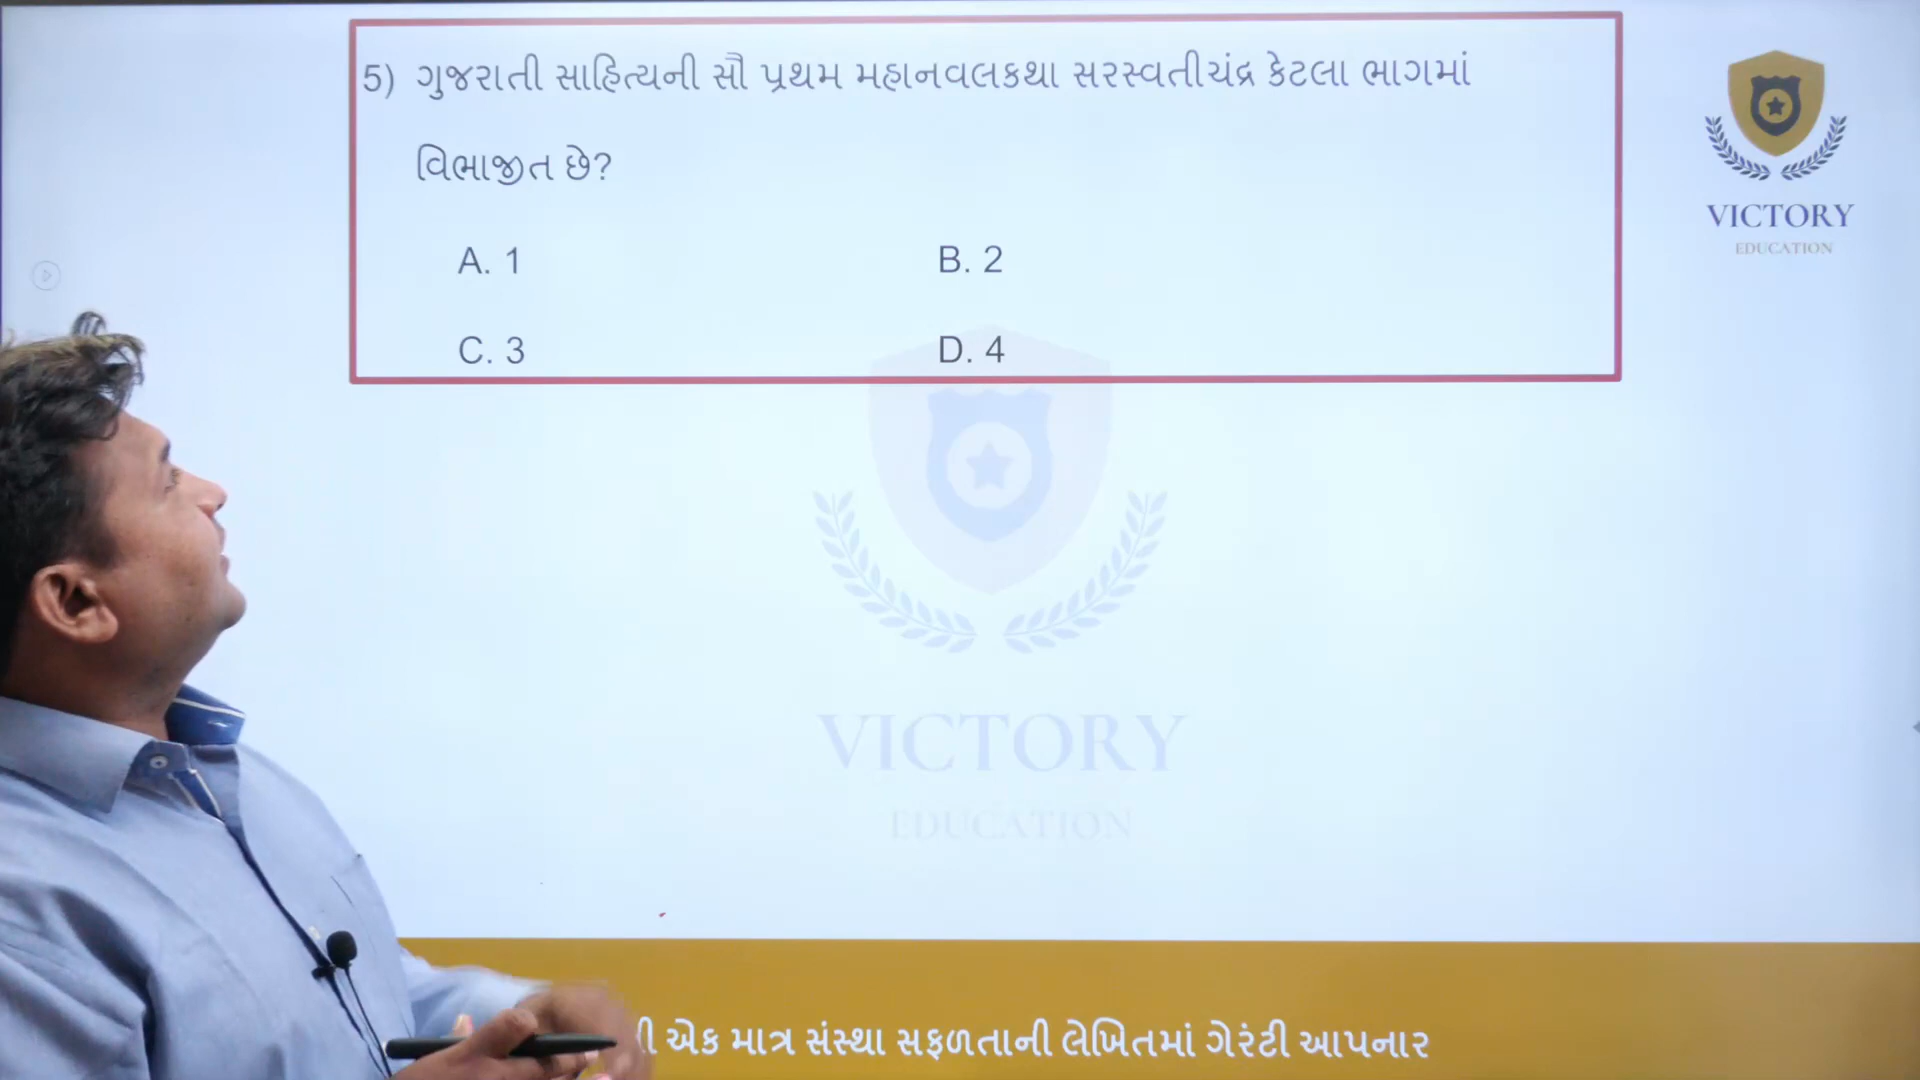 5) ગુજરાતી સાહિત્યની સૌ પ્રથમ મહાનવલકથા સરસ્વતીચંદ્ર કેટલા ભાગમાં
વિભાજીત છે?
A. 1
B. 2
C. 3
D. 4
VICTORY
EDUCATION
VICTORY
EDUCATION
એક માત્ર સંસ્થા સફળતાની લેખિતમાં ગેરંટી આપનાર